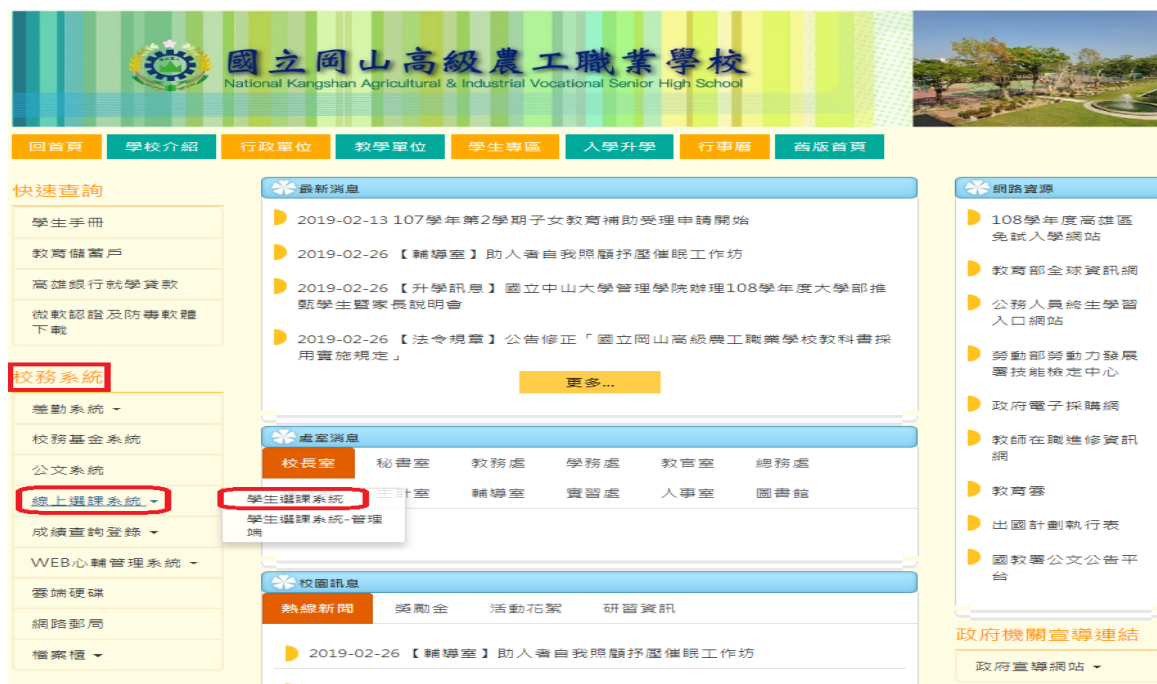 國立岡山高級農工職業學校
National Kangshan Agricultural & Industrial Vocational Senior High School
回首頁 學校介紹 行政單位 教學單位 學生專區 入學升學 行事曆 舊版首頁
快速查詢
學生手冊
教育儲蓄戶
高雄銀行就學貸款
微軟認證及防毒軟體
下載
校務系統
差勤系統
校務基金系統
公文系統
線上選課系統
學生選課系統
學生選課系統-管理
端
成績查詢登錄
WEB心輔管理系統
雲端硬碟
網路郵局
檔案櫃
最新消息
2019-02-13 107學年第2學期子女教育補助受理申請開始
2019-02-26 【輔導室】助人者自我照顧抒壓催眠工作坊
2019-02-26 【升學訊息】國立中山大學管理學院辦理108學年度大學部推
甄學生暨家長說明會
2019-02-26 【法令規章】公告修正「國立岡山高級農工職業學校教科書採
用實施規定」
更多...
處室消息
校長室 秘書室 教務處 學務處 教官室 總務處
主計室 輔導室 實習處 人事室 圖書館
校園訊息
熱線新聞 獎勵金 活動花絮 研習資訊
2019-02-26 【輔導室】助人者自我照顧抒壓催眠工作坊
網路資源
108學年度高雄區
免試入學網站
教育部全球資訊網
公務人員終生學習
入口網站
勞動部勞動力發展
署技能檢定中心
政府電子採購網
教師在職進修資訊
網
教育雲
出國計劃執行表
國教署公文公告平
台
政府機關宣導連結
政府宣導網站